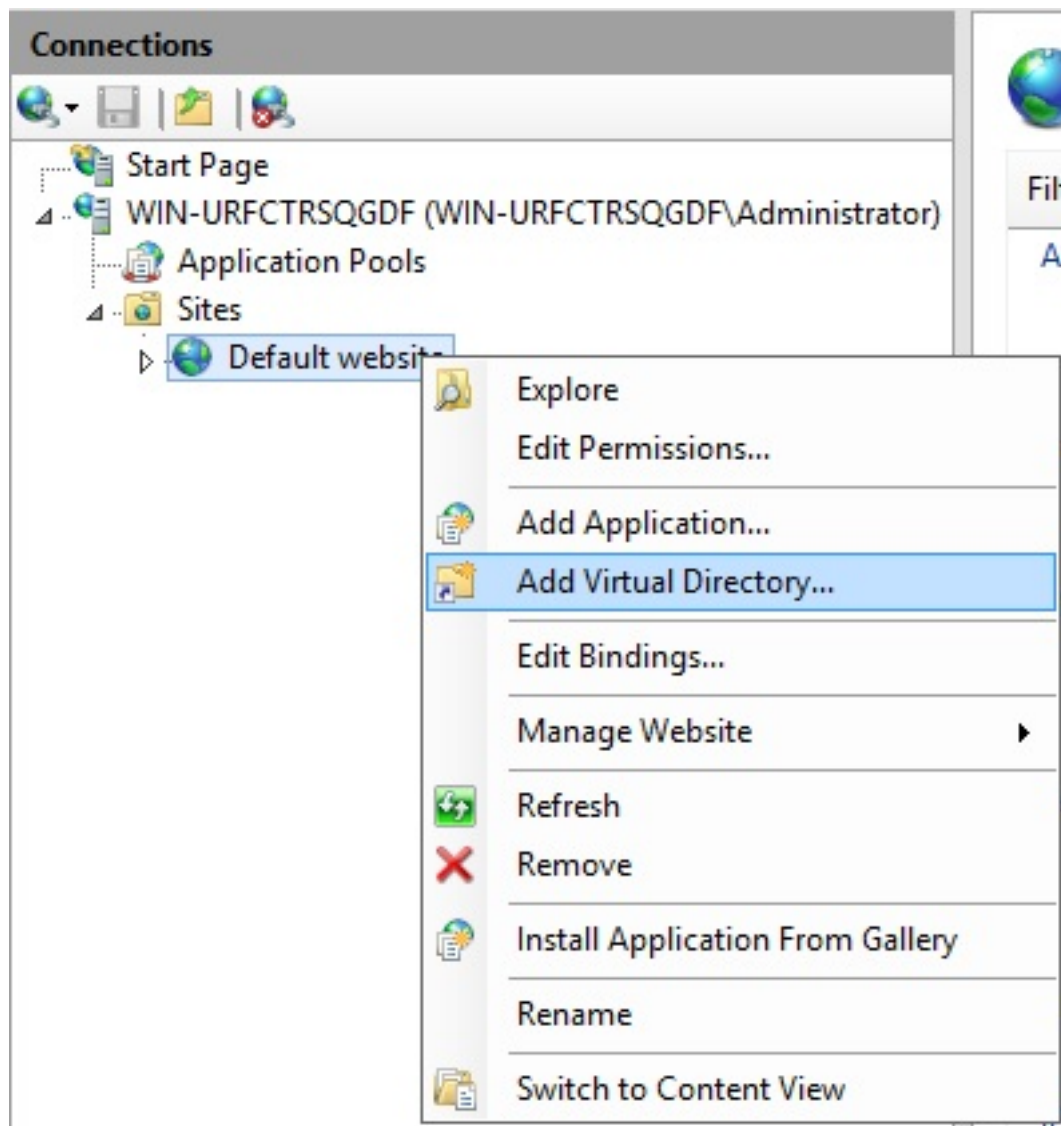 Connections
Start Page
WIN-URFCTRSQGDF (WIN-URFCTRSQGDF\Administrator)
Application Pools
Sites
Default website
Explore
Edit Permissions...
Add Application...
Add Virtual Directory...
Edit Bindings...
Manage Website
Refresh
Remove
Install Application From Gallery
Rename
Switch to Content View